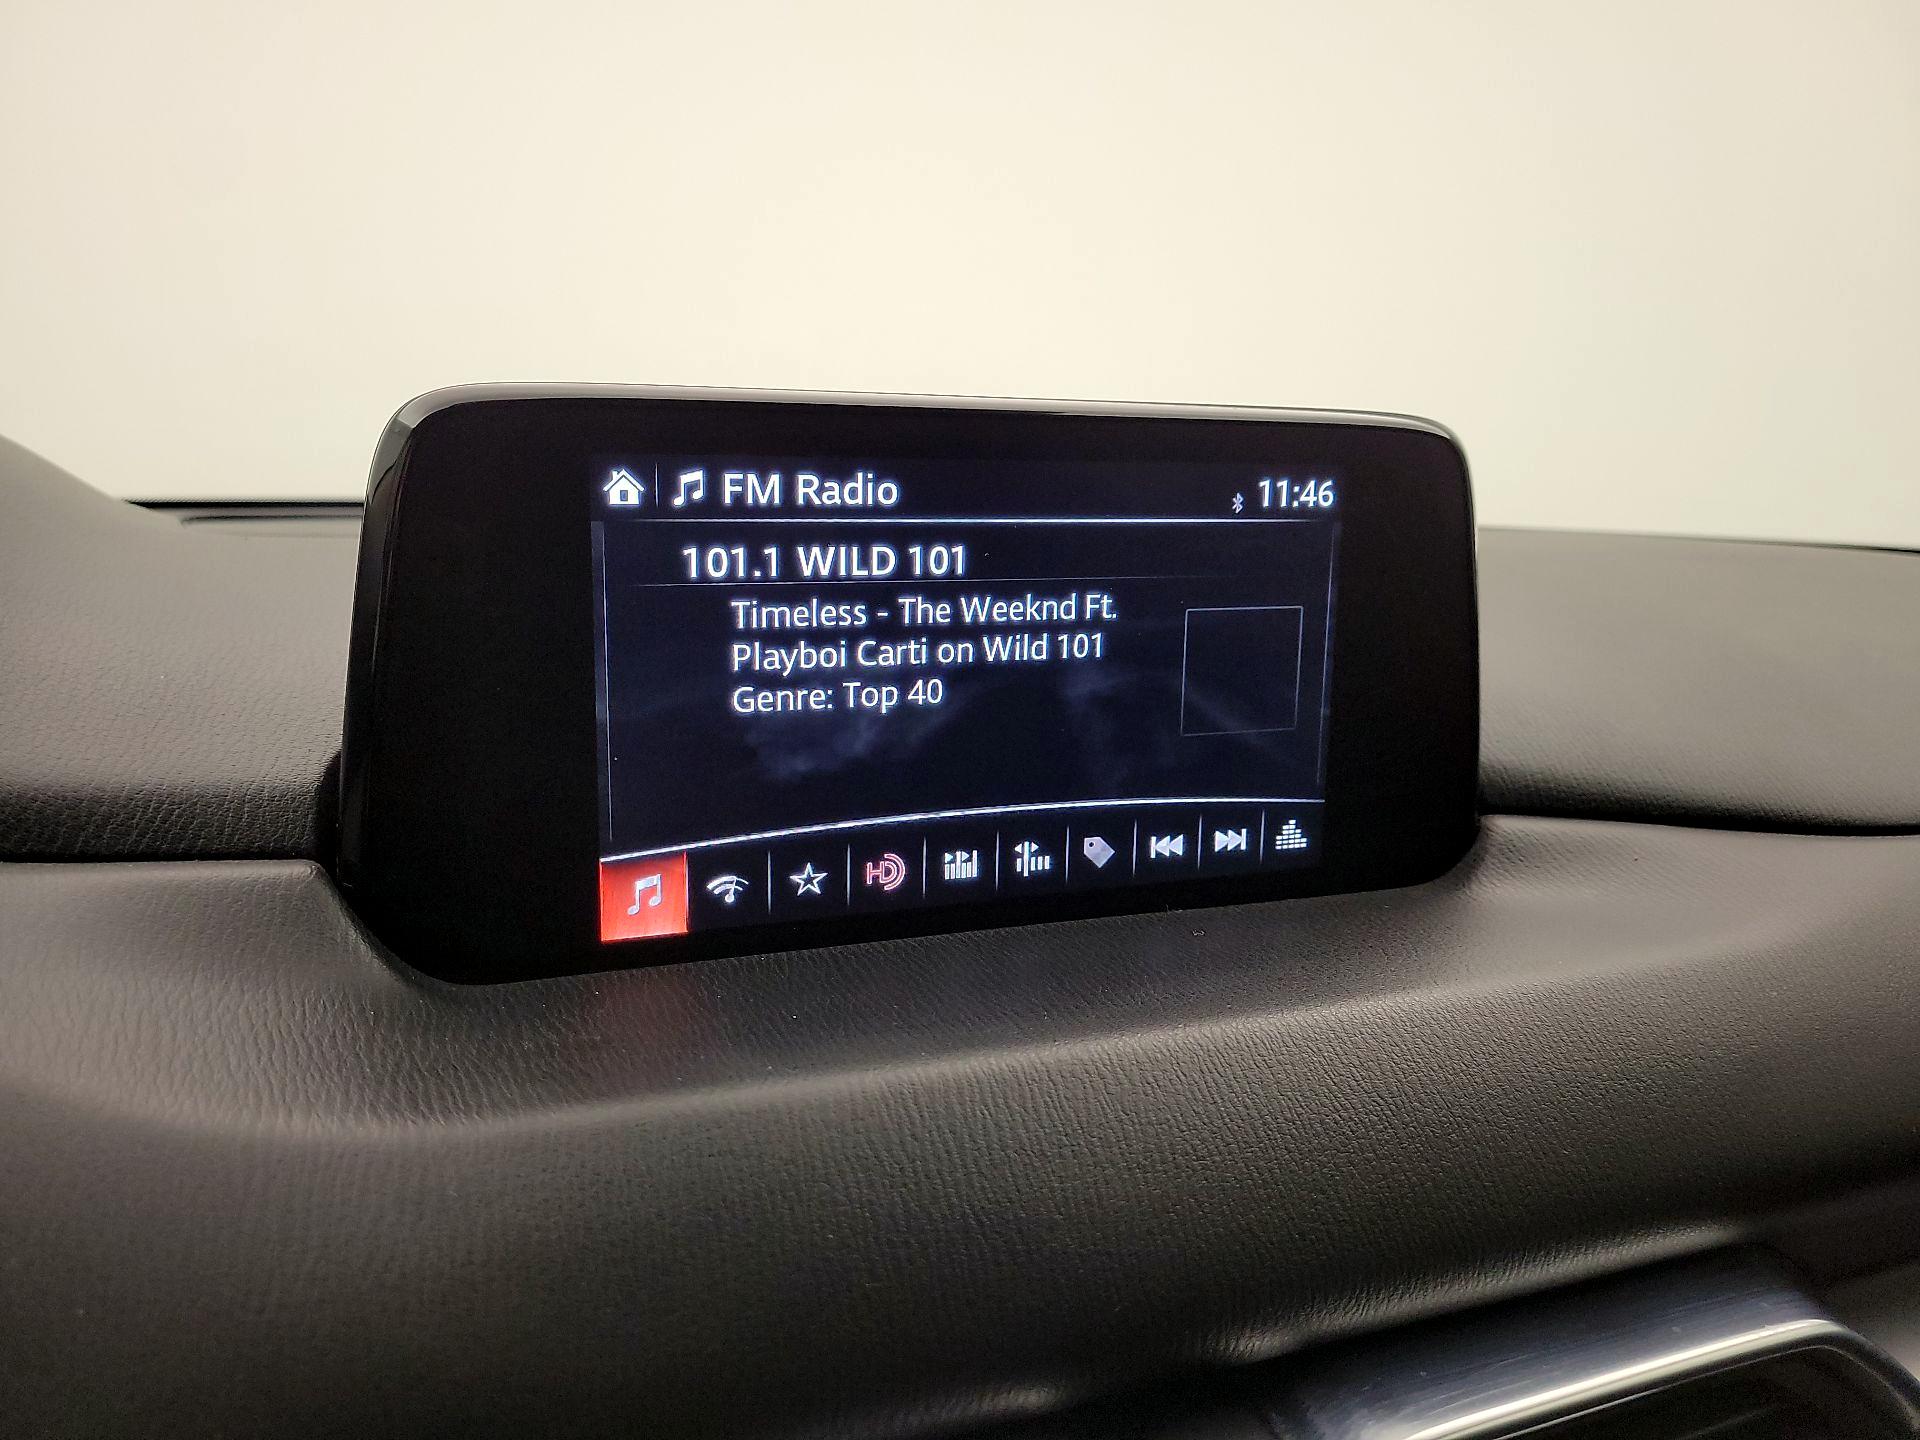 FM Radio
11:46
101.1 WILD 101
Timeless - The Weeknd Ft.
Playboi Carti on Wild 101
Genre: Top 40
HD